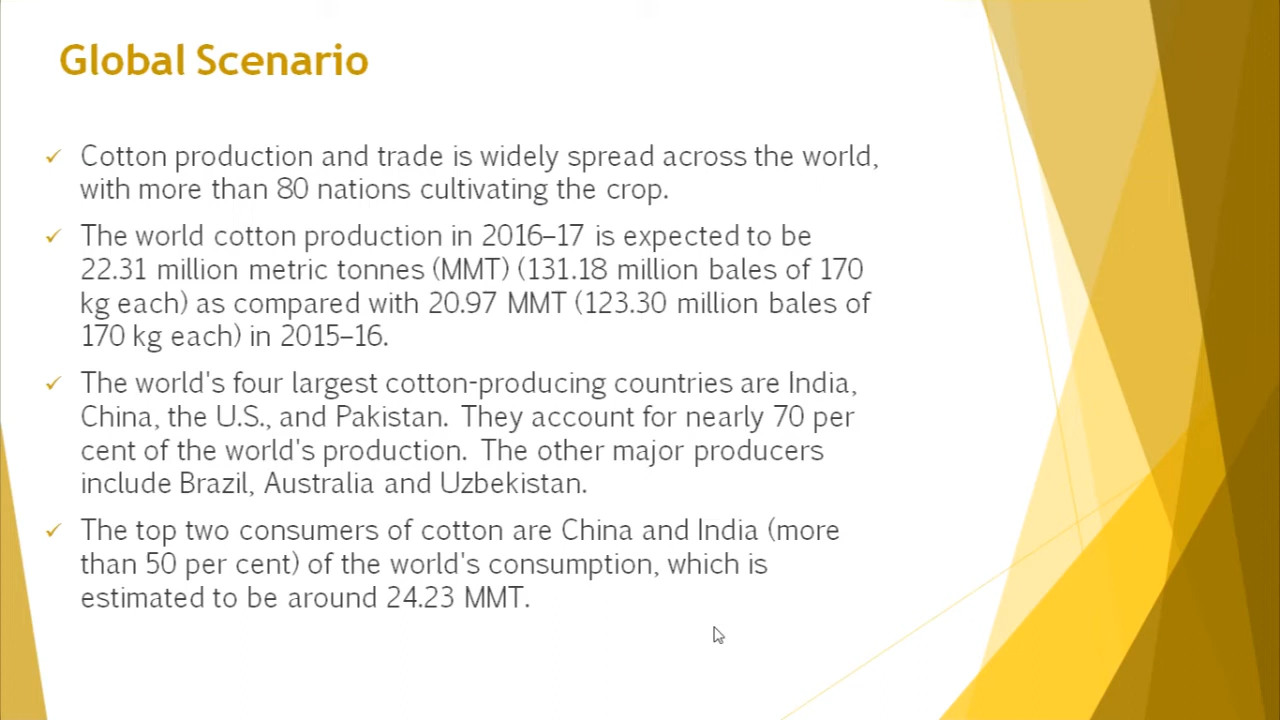 Global Scenario
Cotton production and trade is widely spread across the world,
with more than 80 nations cultivating the crop.
The world cotton production in 2016–17 is expected to be
22.31 million metric tonnes (MMT) (131.18 million bales of 170
kg each) as compared with 20.97 MMT (123.30 million bales of
170 kg each) in 2015–16.
The world's four largest cotton-producing countries are India,
China, the U.S., and Pakistan. They account for nearly 70 per
cent of the world's production. The other major producers
include Brazil, Australia and Uzbekistan.
The top two consumers of cotton are China and India (more
than 50 per cent) of the world's consumption, which is
estimated to be around 24.23 MMT.